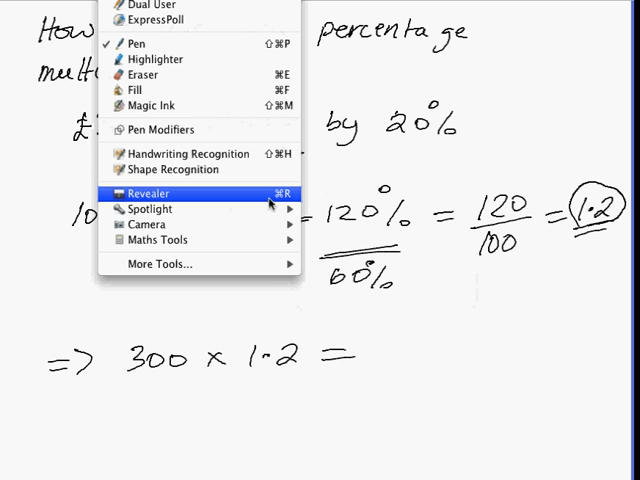 Dual User
ExpressPoll
How percentage
✓ Pen ⇧⌘P
Highlighter
Eraser ⌘E
Fill ⌘F
Magic Ink ⇧⌘M
£ by 20%
Pen Modifiers
Handwriting Recognition ⇧⌘H
Shape Recognition
Revealer ⌘R
Spotlight
Camera
Maths Tools
More Tools...
10 = 120% = 120/100 = 1·2
60%
=> 300 × 1·2 =